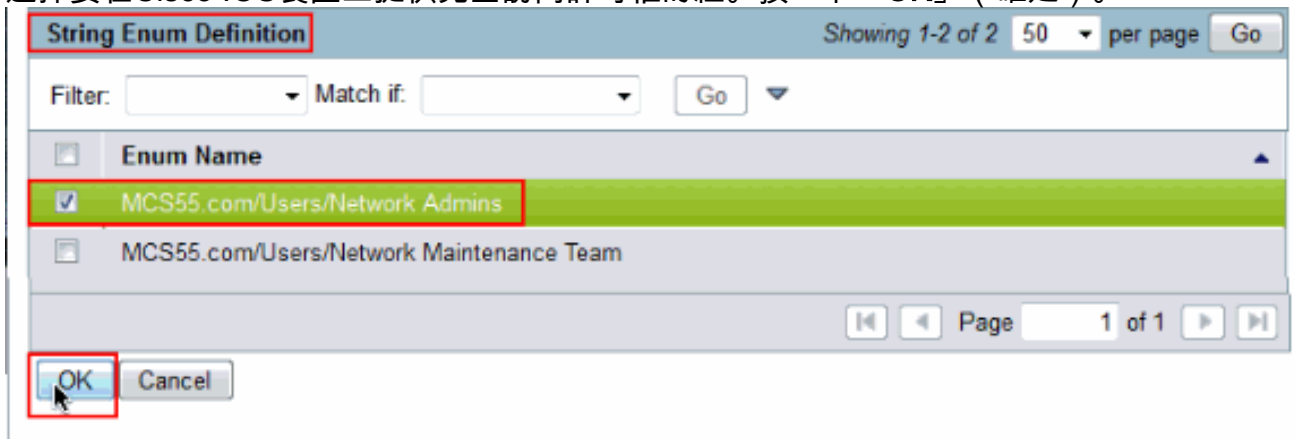 String Enum Definition Showing 1-2 of 2 50 per page Go
Filter: Match if: Go
Enum Name
MCS55.com/Users/Network Admins
MCS55.com/Users/Network Maintenance Team
Page 1 of 1
OK Cancel